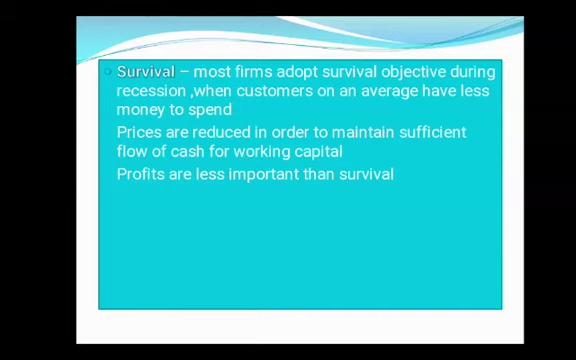 Survival – most firms adopt survival objective during
recession ,when customers on an average have less
money to spend
Prices are reduced in order to maintain sufficient
flow of cash for working capital
Profits are less important than survival